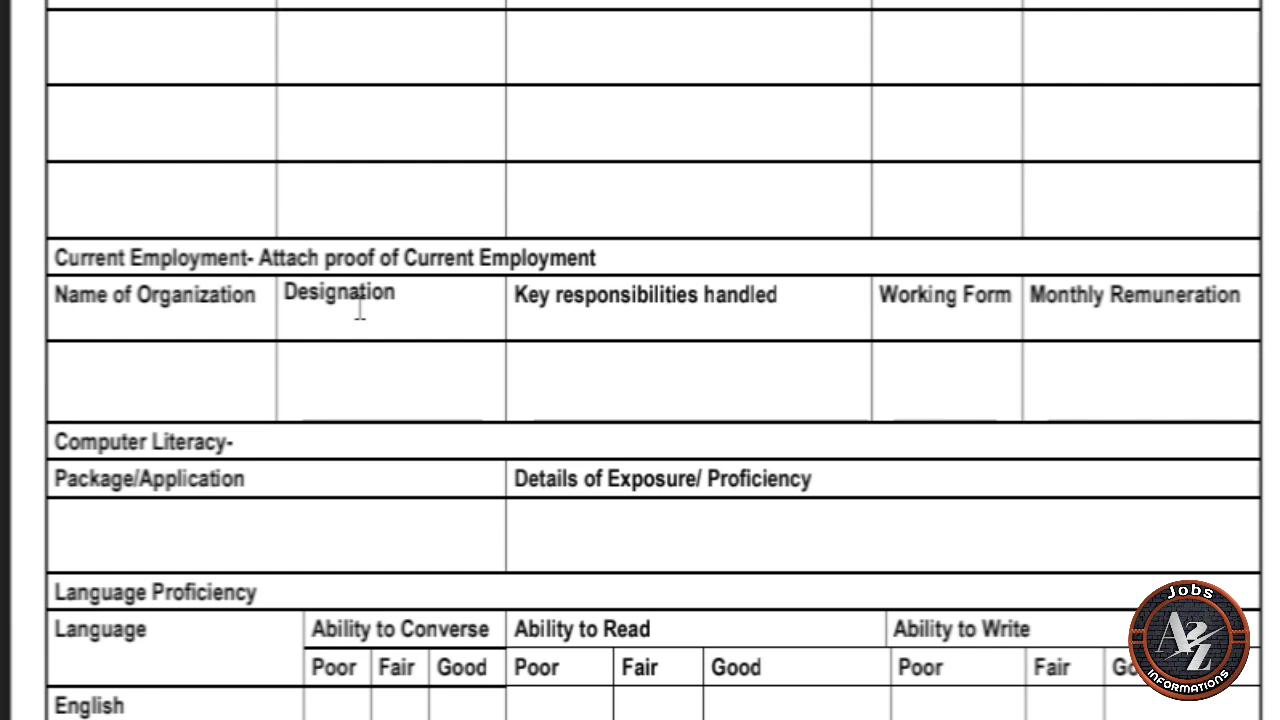 Current Employment- Attach proof of Current Employment
Name of Organization Designation Key responsibilities handled Working Form Monthly Remuneration
Computer Literacy-
Package/Application Details of Exposure/ Proficiency
Language Proficiency
Language Ability to Converse Ability to Read Ability to Write
Poor Fair Good Poor Fair Good Poor Fair
English
Jobs
A2Z
INFORMATIONS